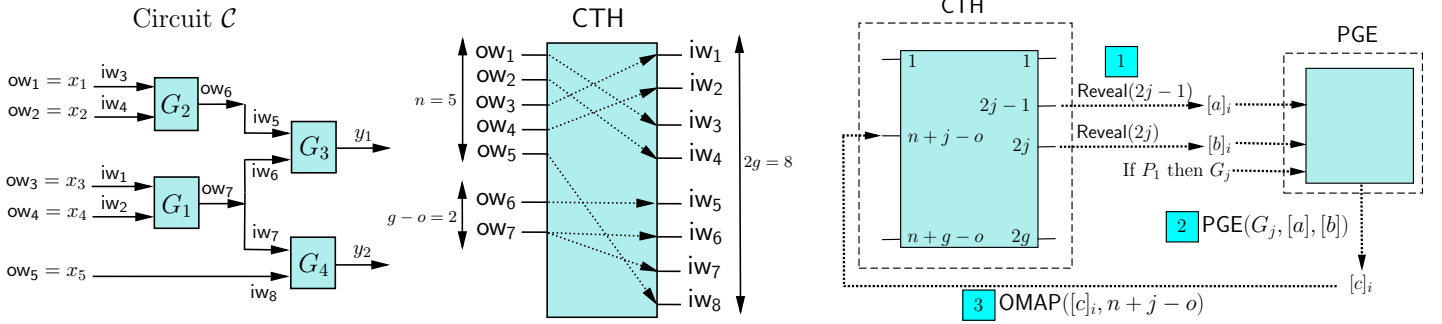 Circuit 𝒞
ow₁ = x₁
iw₃
ow₂ = x₂
iw₄
G₂
ow₆
iw₅
G₃
y₁
iw₆
ow₃ = x₃
iw₁
ow₄ = x₄
iw₂
G₁
ow₇
iw₇
G₄
y₂
ow₅ = x₅
iw₈
CTH
n = 5
g − o = 2
ow₁
ow₂
ow₃
ow₄
ow₅
ow₆
ow₇
iw₁
iw₂
iw₃
iw₄
iw₅
iw₆
iw₇
iw₈
2g = 8
CTH
1
1
2j − 1
n + j − o
2j
n + g − o
2g
1
Reveal(2j − 1)
[a]ᵢ
Reveal(2j)
[b]ᵢ
If P₁ then Gⱼ
PGE
2 PGE(Gⱼ, [a], [b])
[c]ᵢ
3 OMAP([c]ᵢ, n + j − o)